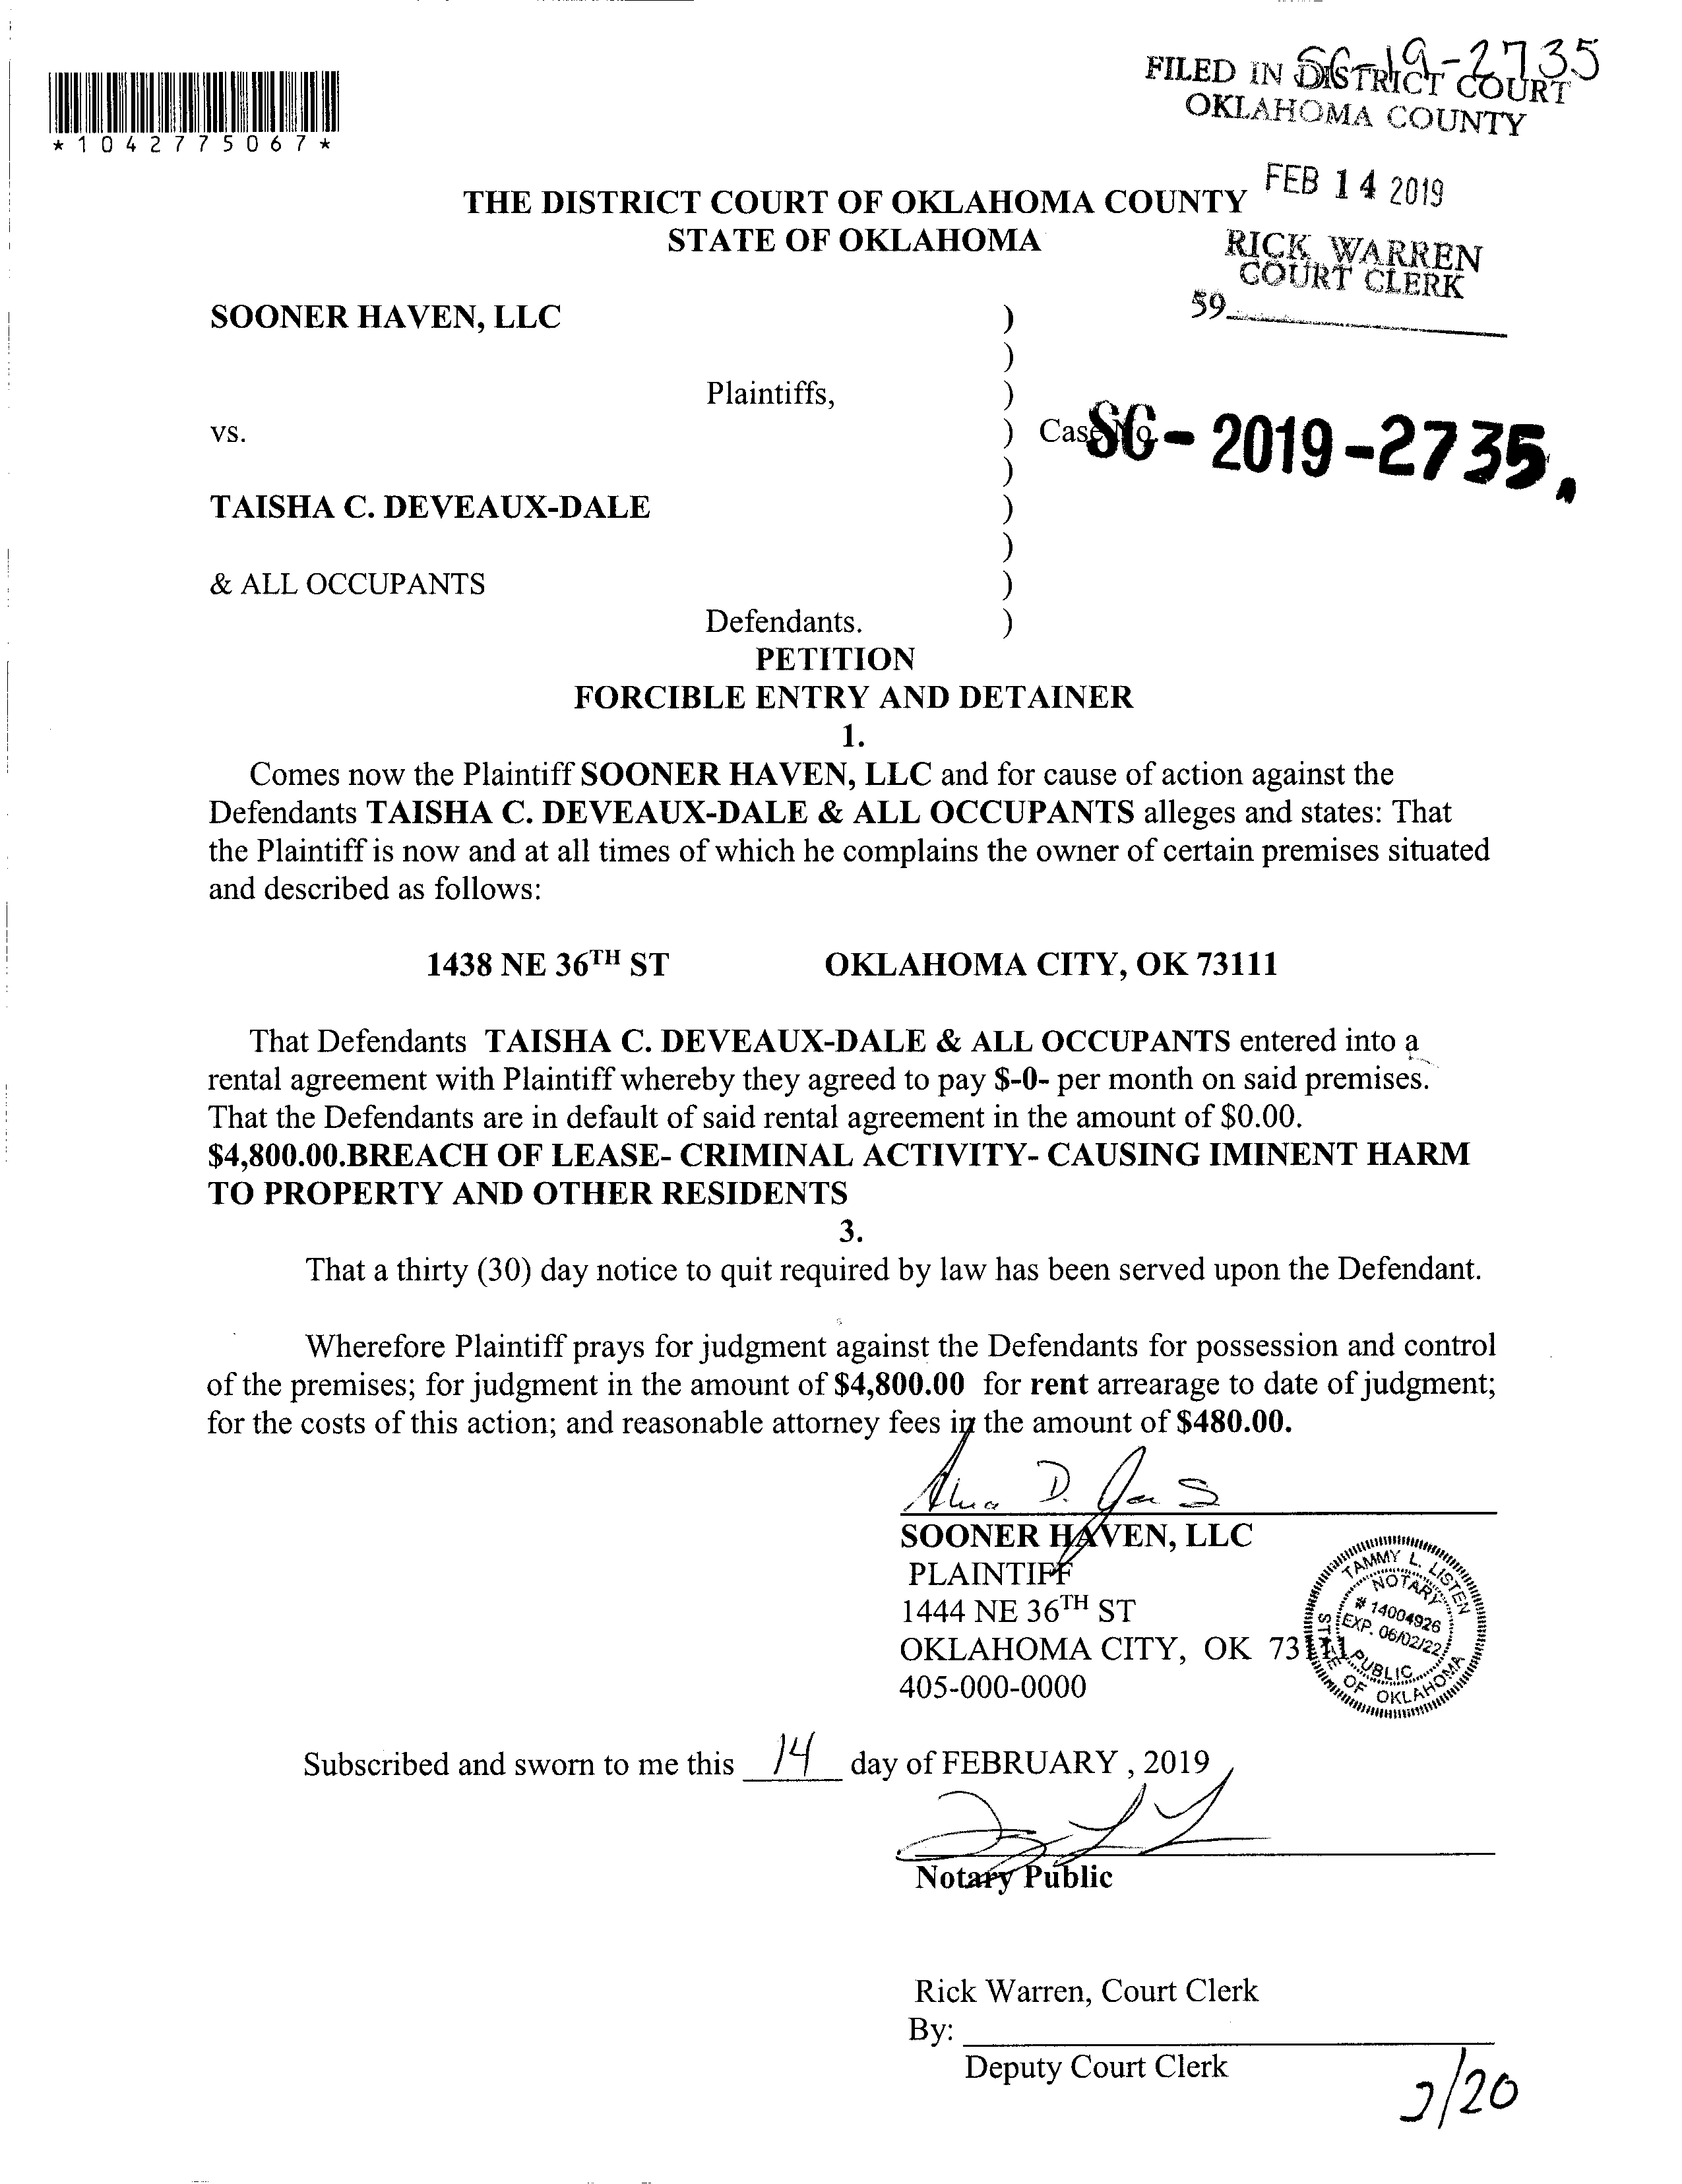 SC-19-2735
FILED IN DISTRICT COURT
OKLAHOMA COUNTY
*1042775067*
FEB 14 2019
THE DISTRICT COURT OF OKLAHOMA COUNTY
STATE OF OKLAHOMA
RICK WARREN
COURT CLERK
59
SOONER HAVEN, LLC )
)
Plaintiffs, )
vs. ) Case No. SC-2019-2735
)
TAISHA C. DEVEAUX-DALE )
)
& ALL OCCUPANTS )
Defendants. )
PETITION
FORCIBLE ENTRY AND DETAINER
1.
Comes now the Plaintiff SOONER HAVEN, LLC and for cause of action against the
Defendants TAISHA C. DEVEAUX-DALE & ALL OCCUPANTS alleges and states: That
the Plaintiff is now and at all times of which he complains the owner of certain premises situated
and described as follows:
1438 NE 36TH ST OKLAHOMA CITY, OK 73111
That Defendants TAISHA C. DEVEAUX-DALE & ALL OCCUPANTS entered into a
rental agreement with Plaintiff whereby they agreed to pay $-0- per month on said premises.
That the Defendants are in default of said rental agreement in the amount of $0.00.
$4,800.00.BREACH OF LEASE- CRIMINAL ACTIVITY- CAUSING IMINENT HARM
TO PROPERTY AND OTHER RESIDENTS
3.
That a thirty (30) day notice to quit required by law has been served upon the Defendant.
Wherefore Plaintiff prays for judgment against the Defendants for possession and control
of the premises; for judgment in the amount of $4,800.00 for rent arrearage to date of judgment;
for the costs of this action; and reasonable attorney fees in the amount of $480.00.
SOONER HAVEN, LLC
PLAINTIFF
1444 NE 36TH ST
OKLAHOMA CITY, OK 73111
405-000-0000
TAMMY L. LISTEN
NOTARY
# 14004926
EXP. 06/02/22
PUBLIC
STATE OF OKLAHOMA
Subscribed and sworn to me this 14 day of FEBRUARY , 2019
Notary Public
Rick Warren, Court Clerk
By:
Deputy Court Clerk